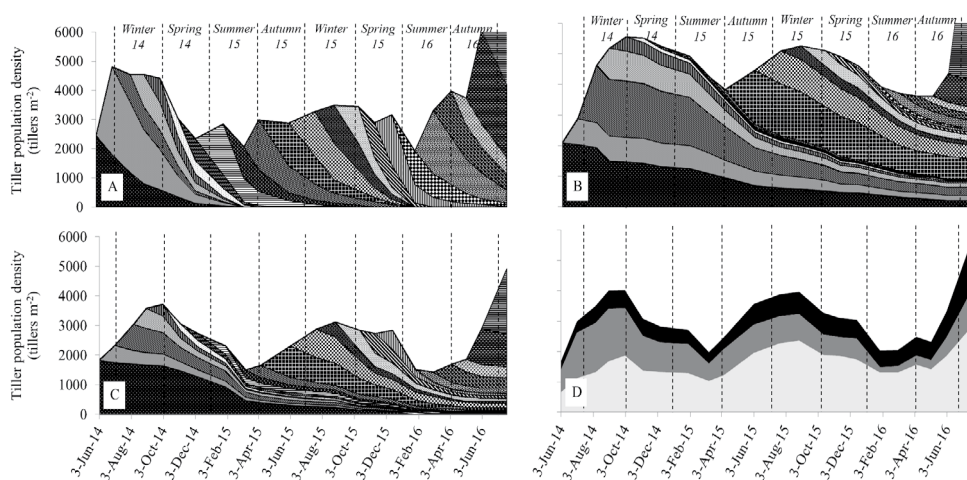 6000
5000
4000
3000
2000
1000
0
Tiller population density
(tillers m-2)
Winter
14
Spring
14
Summer
15
Autumn
15
Winter
15
Spring
15
Summer
16
Autumn
16
A
Winter
14
Spring
14
Summer
15
Autumn
15
Winter
15
Spring
15
Summer
16
Autumn
16
B
6000
5000
4000
3000
2000
1000
0
Tiller population density
(tillers m-2)
C
D
3-Jun-14
3-Aug-14
3-Oct-14
3-Dec-14
3-Feb-15
3-Apr-15
3-Jun-15
3-Aug-15
3-Oct-15
3-Dec-15
3-Feb-16
3-Apr-16
3-Jun-16
3-Jun-14
3-Aug-14
3-Oct-14
3-Dec-14
3-Feb-15
3-Apr-15
3-Jun-15
3-Aug-15
3-Oct-15
3-Dec-15
3-Feb-16
3-Apr-16
3-Jun-16